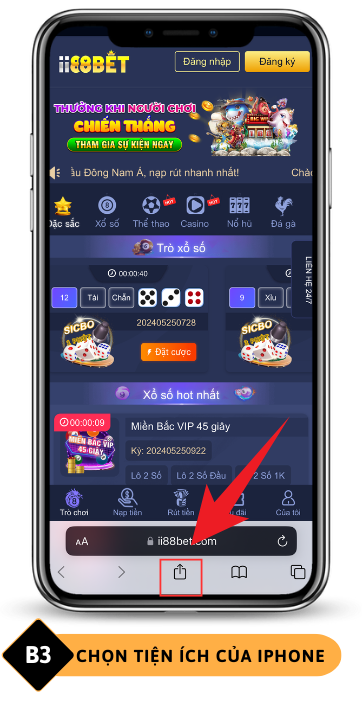 ii88BET
Đăng nhập
Đăng ký
THƯỞNG KHI NGƯỜI CHƠI
CHIẾN THẮNG
THAM GIA SỰ KIỆN NGAY
ầu Đông Nam Á, nạp rút nhanh nhất!
Chào
HOT
HOT
Đặc sắc
Xổ số
Thể thao
Casino
Nổ hũ
Đá gà
Trò xổ số
LIÊN HỆ 24/7
00:00:40
00:0
12
Tài
Chẵn
9
Xỉu
SICBO
202405250728
SICBO
Đặt cược
Xổ số hot nhất
00:00:09
Miền Bắc VIP 45 giây
MIỀN BẮC VIP
45 GIÂY
Kỳ: 202405250922
Lô 2 Số
Lô 2 Số Đầu
2 Số 1K
Trò chơi
Nạp tiền
Rút tiền
đãi
Của tôi
AA
ii88bet.com
B3
CHỌN TIỆN ÍCH CỦA IPHONE